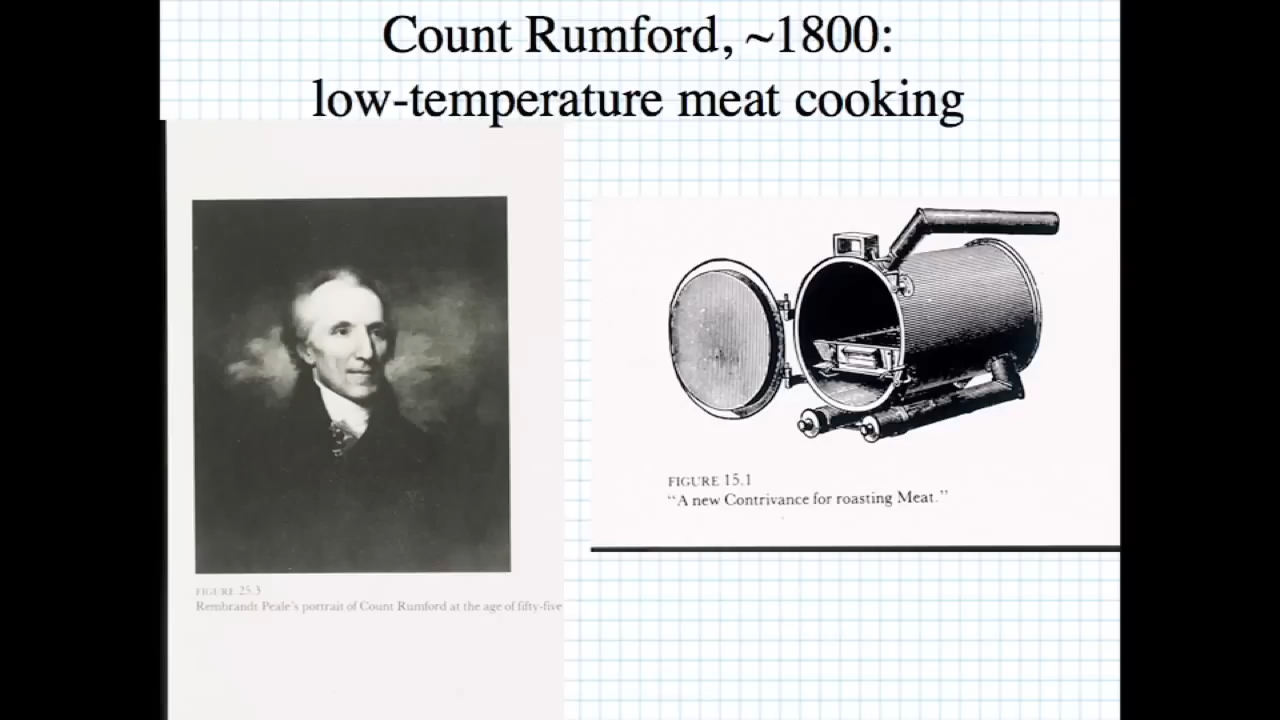 Count Rumford, ~1800:
low-temperature meat cooking
FIGURE 15.1
“A new Contrivance for roasting Meat.”
FIGURE 25.3
Rembrandt Peale's portrait of Count Rumford at the age of fifty-five